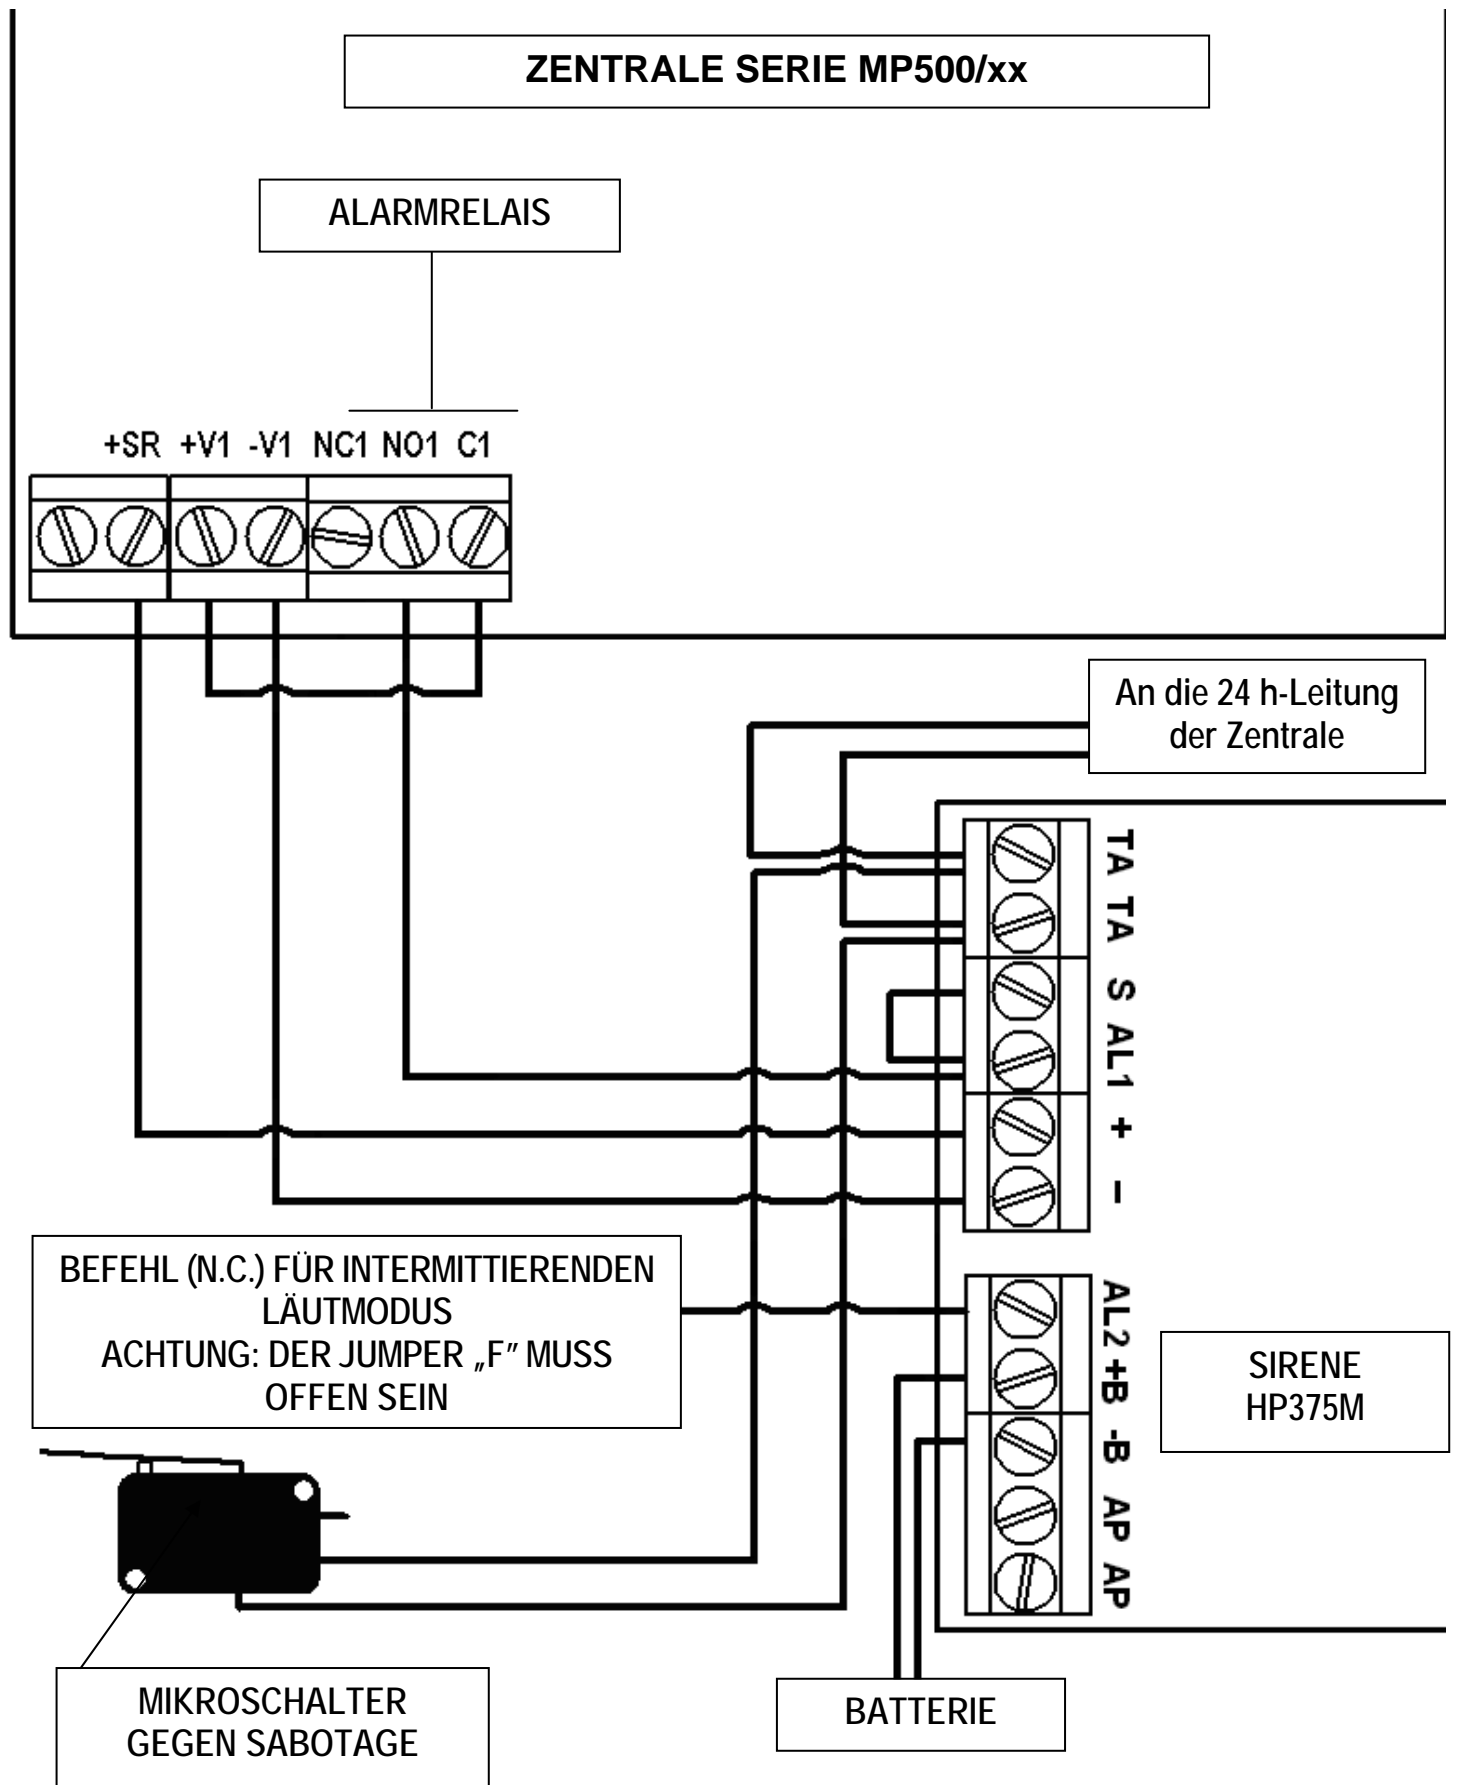 ZENTRALE SERIE MP500/xx
ALARMRELAIS
+SR +V1 -V1 NC1 NO1 C1
An die 24 h-Leitung
der Zentrale
TA
TA
S
AL1
+
–
BEFEHL (N.C.) FÜR INTERMITTIERENDEN
LÄUTMODUS
ACHTUNG: DER JUMPER „F” MUSS
OFFEN SEIN
AL2
+B
-B
AP
AP
SIRENE
HP375M
MIKROSCHALTER
GEGEN SABOTAGE
BATTERIE